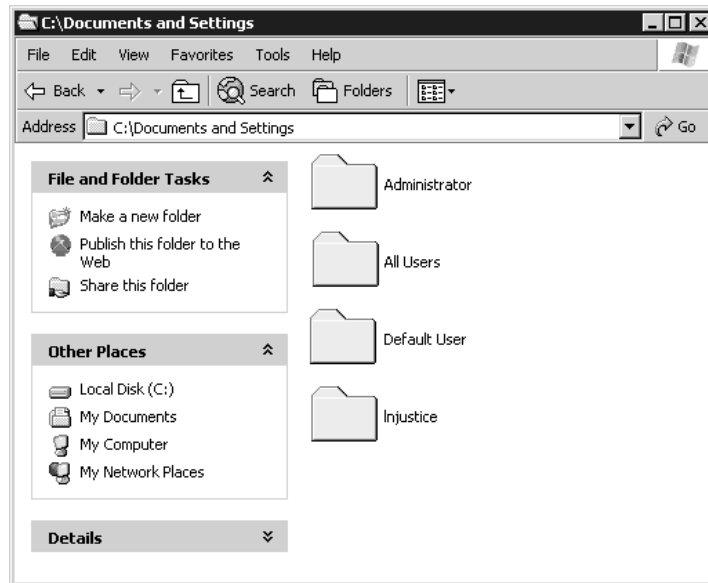 C:\Documents and Settings
File Edit View Favorites Tools Help
Back Search Folders
Address C:\Documents and Settings Go
File and Folder Tasks
Make a new folder
Publish this folder to the
Web
Share this folder
Other Places
Local Disk (C:)
My Documents
My Computer
My Network Places
Details
Administrator
All Users
Default User
Injustice